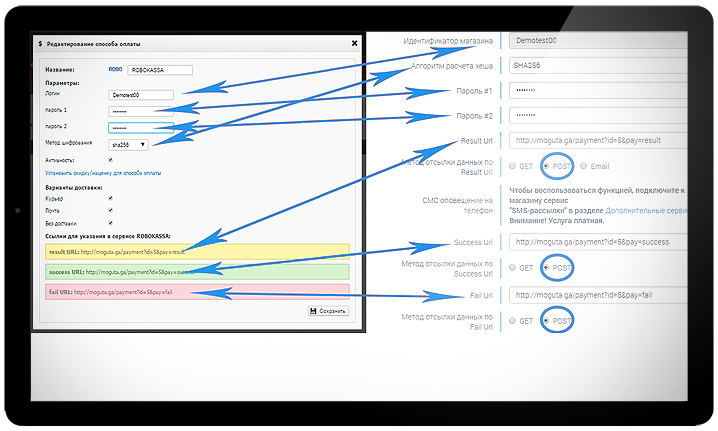 $ Редактирование способа оплаты
Название: ROBO ROBOKASSA
Параметры:
Логин Demotest00
пароль 1 ••••••••
пароль 2 ••••••••
Метод шифрования sha256
Активность:
Установить скидку/наценку для способа оплаты
Варианты доставки:
Курьер
Почта
Без доставки
Ссылки для указания в сервисе ROBOKASSA:
result URL: http://moguta.ga/payment?id=5&pay=result
success URL: http://moguta.ga/payment?id=5&pay=success
fail URL: http://moguta.ga/payment?id=5&pay=fail
Сохранить
Идентификатор магазина Demotest00
Алгоритм расчета хеша SHA256
Пароль #1 ••••••••
Пароль #2 ••••••••
Result Url http://moguta.ga/payment?id=5&pay=result
Метод отсылки данных по GET POST Email
Result Url
Чтобы воспользоваться функцией, подключите к
СМС оповещение на магазину сервис
телефон "SMS-рассылки" в разделе Дополнительные серви
Внимание! Услуга платная.
Success Url http://moguta.ga/payment?id=5&pay=success
Метод отсылки данных по GET POST
Success Url
Fail Url http://moguta.ga/payment?id=5&pay=fail
Метод отсылки данных по GET POST
Fail Url